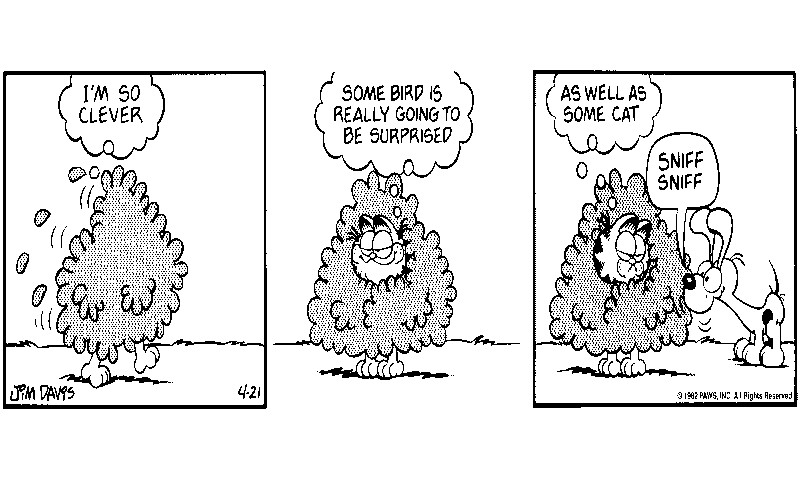 I'M SO
CLEVER
JIM DAVIS
4-21
SOME BIRD IS
REALLY GOING TO
BE SURPRISED
AS WELL AS
SOME CAT
SNIFF
SNIFF
© 1982 PAWS, INC. All Rights Reserved